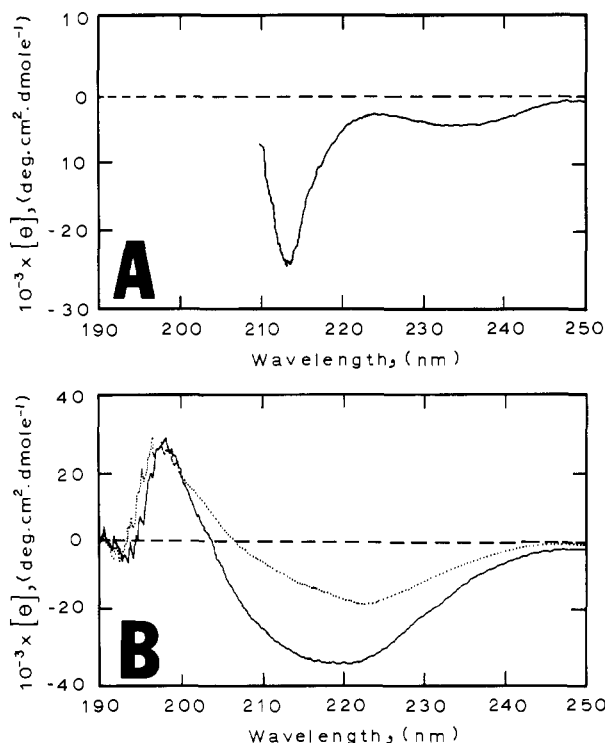 10
0
10
-20
-30
10⁻³ x [θ], (deg.cm².dmole⁻¹)
A
190 200 210 220 230 240 250
Wavelength, (nm)
40
20
0
-20
-40
10⁻³ x [θ], (deg.cm².dmole⁻¹)
B
190 200 210 220 230 240 250
Wavelength, (nm)